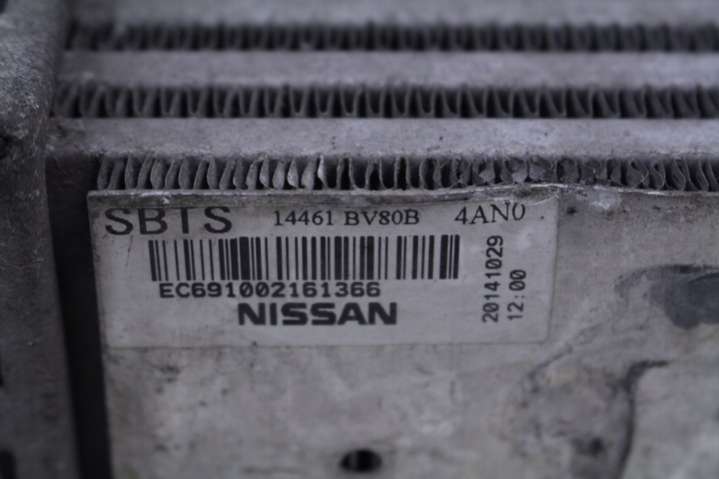 SBTS 14461 BV80B 4AN0
EC691002161366
NISSAN
20141029
12:00